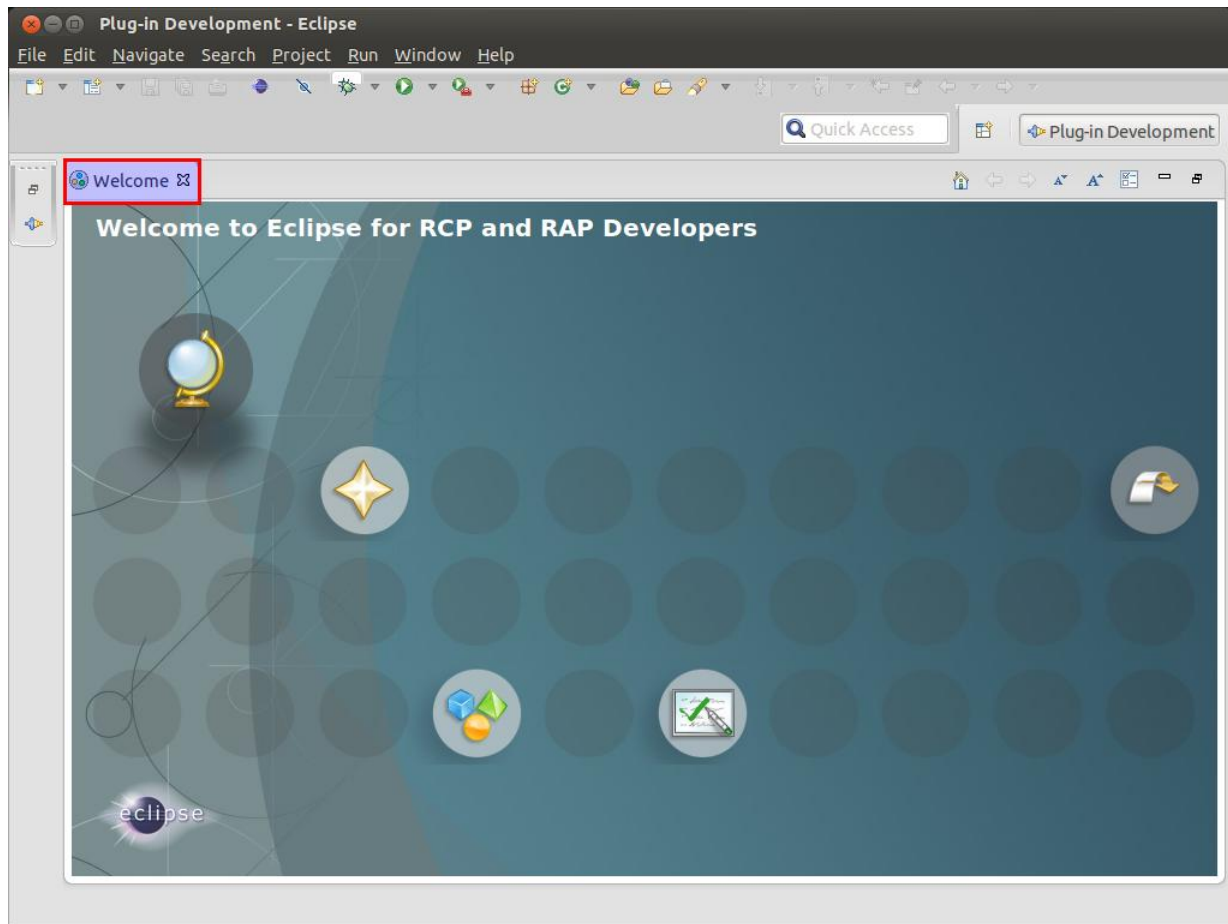 Plug-in Development - Eclipse
File Edit Navigate Search Project Run Window Help
Quick Access
Plug-in Development
Welcome
Welcome to Eclipse for RCP and RAP Developers
eclipse